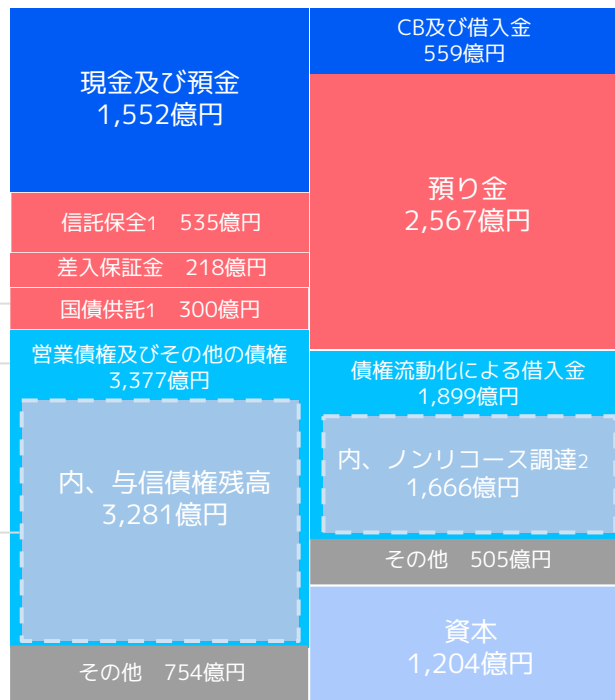 現金及び預金
1,552億円
信託保全1 535億円
差入保証金 218億円
国債供託1 300億円
営業債権及びその他の債権
3,377億円
内、与信債権残高
3,281億円
その他 754億円
CB及び借入金
559億円
預り金
2,567億円
債権流動化による借入金
1,899億円
内、ノンリコース調達2
1,666億円
その他 505億円
資本
1,204億円